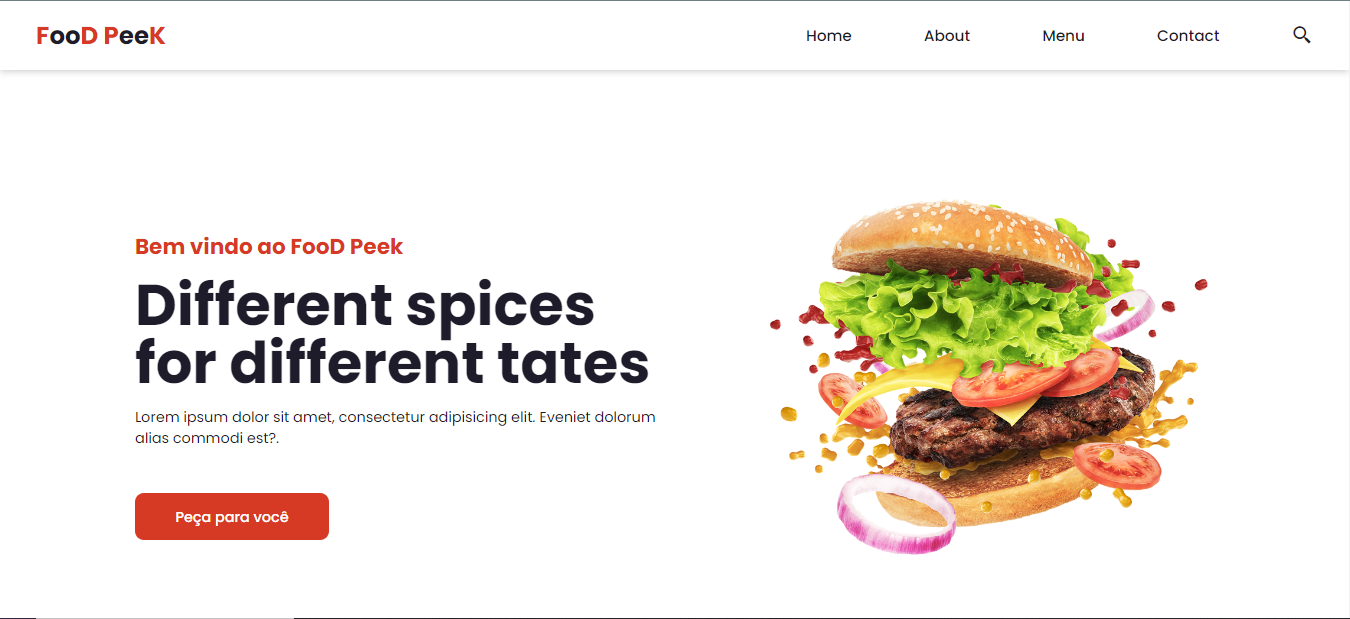 FooD PeeK
Home About Menu Contact
Bem vindo ao FooD Peek
Different spices
for different tates
Lorem ipsum dolor sit amet, consectetur adipisicing elit. Eveniet dolorum
alias commodi est?.
Peça para você